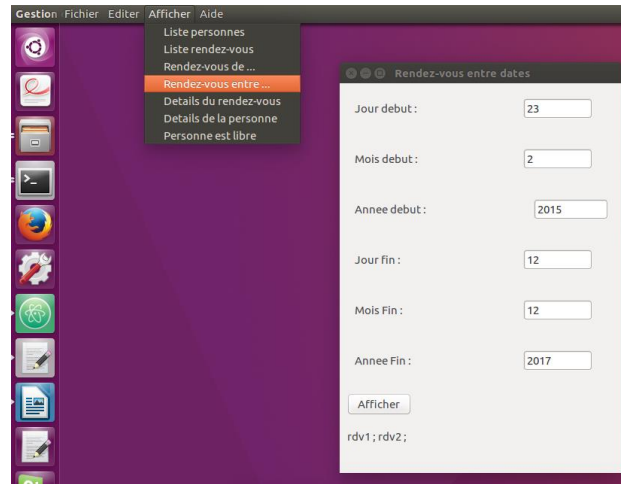 Gestion Fichier Editer Afficher Aide
Liste personnes
Liste rendez-vous
Rendez-vous de ...
Rendez-vous entre ...
Details du rendez-vous
Details de la personne
Personne est libre
Rendez-vous entre dates
Jour debut : 23
Mois debut : 2
Annee debut : 2015
Jour fin : 12
Mois Fin : 12
Annee Fin : 2017
Afficher
rdv1 ; rdv2 ;